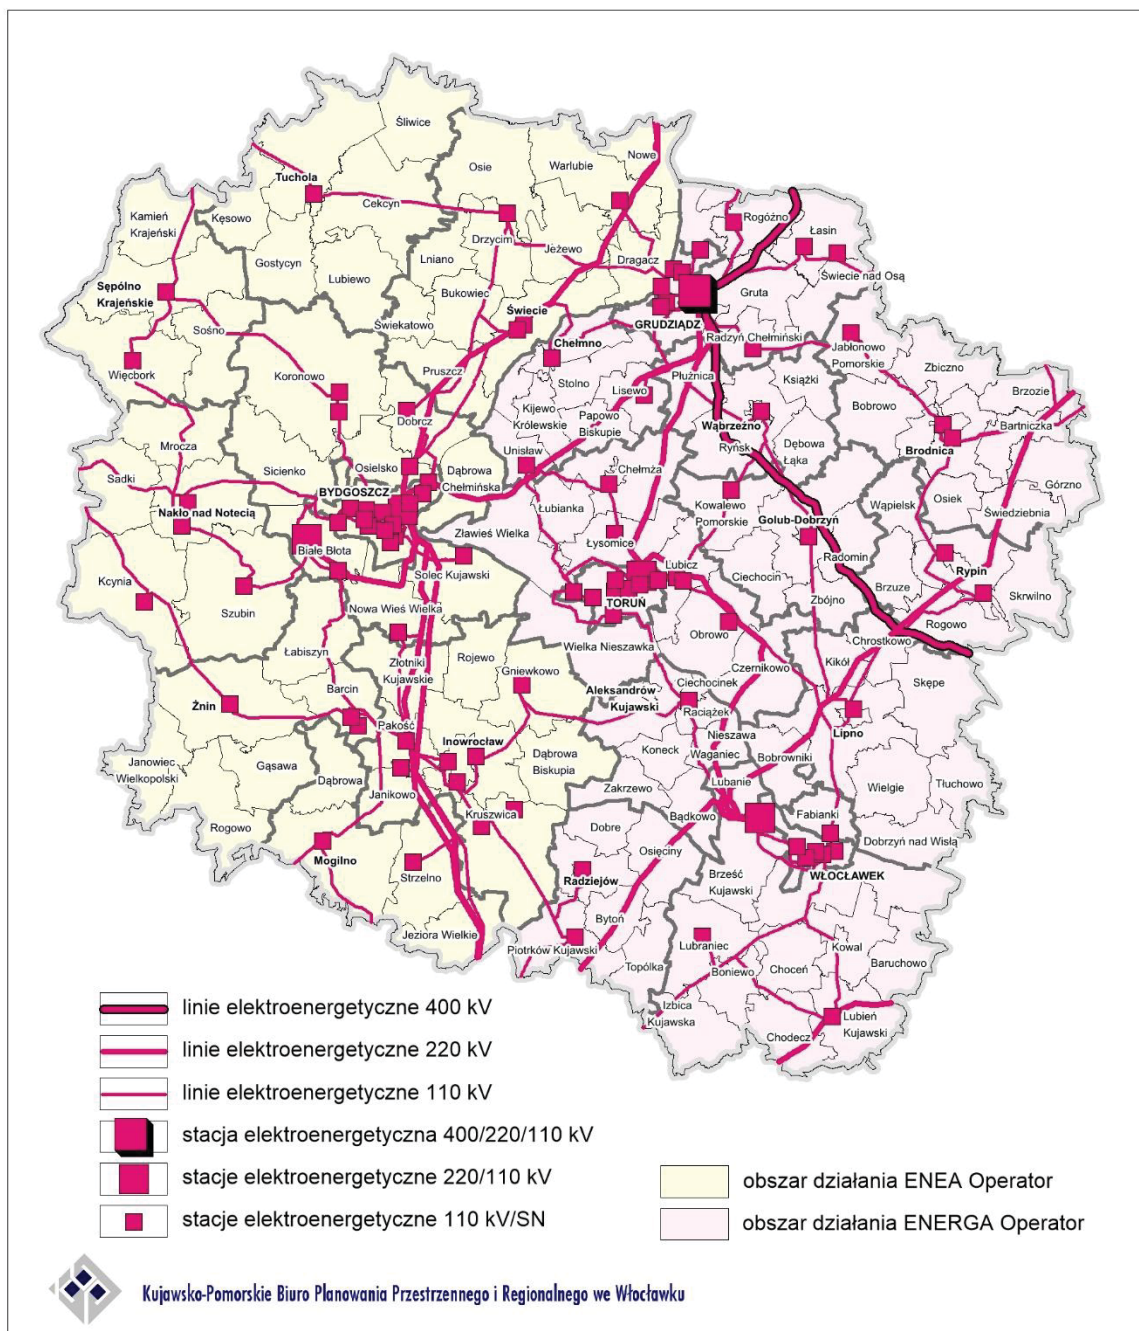 Śliwice
Osie
Warlubie
Nowe
Tuchola
Cekcyn
Rogóźno
Kamień
Krajeński
Kęsowo
Łasin
Drzycim
Lniano
Jeżewo
Gostycyn
Lubiewo
Dragacz
Świecie nad Osą
Sępólno
Krajeńskie
Bukowiec
Gruta
Sośno
Świekatowo
Świecie
GRUDZIĄDZ
Chełmno
Radzyń Chełmiński
Jabłonowo
Pomorskie
Więcbork
Pruszcz
Płużnica
Zbiczno
Koronowo
Stolno
Książki
Lisewo
Brzozie
Dobrcz
Kijewo
Królewskie
Papowo
Biskupie
Bobrowo
Bartniczka
Wąbrzeźno
Mrocza
Ryńsk
Dębowa
Łąka
Brodnica
Sicienko
Osielsko
Dąbrowa
Chełmińska
Unisław
Chełmża
Sadki
BYDGOSZCZ
Osiek
Górzno
Wąpielsk
Nakło nad Notecią
Łubianka
Kowalewo
Pomorskie
Świedziebnia
Golub-Dobrzyń
Zławieś Wielka
Białe Błota
Łysomice
Radomin
Solec Kujawski
Lubicz
Kcynia
Ciechocin
Rypin
Brzuze
Szubin
Zbójno
Skrwilno
TORUŃ
Nowa Wieś Wielka
Rogowo
Obrowo
Chrostkowo
Wielka Nieszawka
Łabiszyn
Rojewo
Kikół
Złotniki
Kujawskie
Gniewkowo
Czernikowo
Skępe
Ciechocinek
Aleksandrów
Kujawski
Barcin
Żnin
Raciążek
Pakość
Nieszawa
Lipno
Inowrocław
Koneck
Waganiec
Dąbrowa
Biskupia
Bobrowniki
Janowiec
Wielkopolski
Gąsawa
Dąbrowa
Lubanie
Tłuchowo
Janikowo
Zakrzewo
Wielgie
Kruszwica
Bądkowo
Fabianki
Rogowo
Dobre
Dobrzyń nad Wisłą
Osięciny
Mogilno
Strzelno
Radziejów
Brześć
Kujawski
WŁOCŁAWEK
Bytoń
Jeziora Wielkie
Piotrków Kujawski
Lubraniec
Kowal
Topólka
Boniewo
Choceń
Baruchowo
Izbica
Kujawska
Lubień
Kujawski
Chodecz
linie elektroenergetyczne 400 kV
linie elektroenergetyczne 220 kV
linie elektroenergetyczne 110 kV
stacja elektroenergetyczna 400/220/110 kV
stacje elektroenergetyczne 220/110 kV
stacje elektroenergetyczne 110 kV/SN
obszar działania ENEA Operator
obszar działania ENERGA Operator
Kujawsko-Pomorskie Biuro Planowania Przestrzennego i Regionalnego we Włocławku